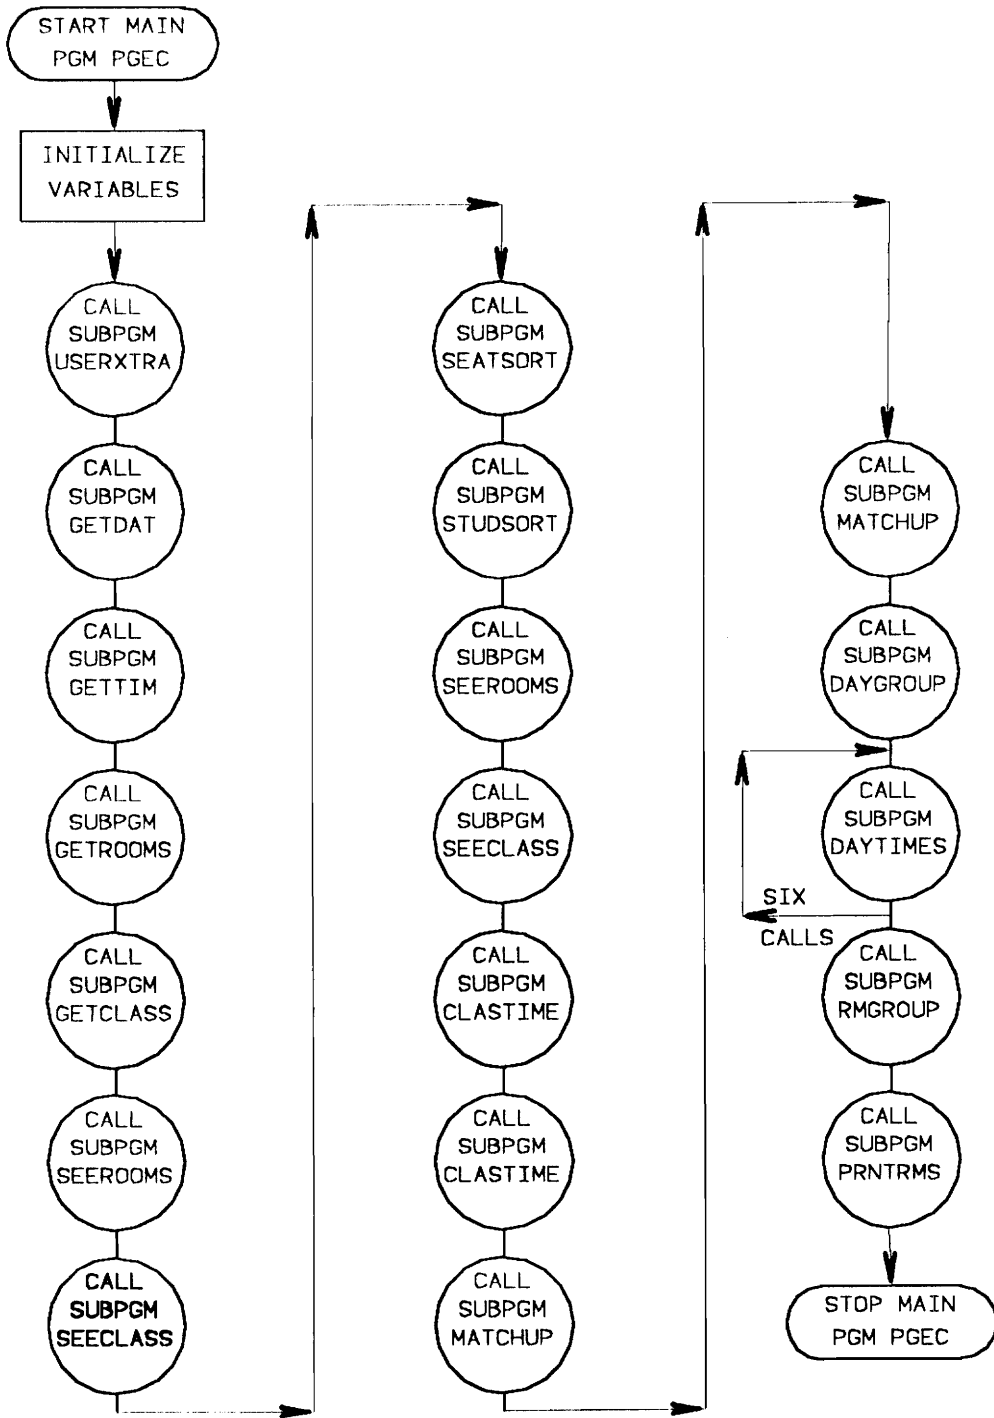 START MAIN
PGM PGEC
INITIALIZE
VARIABLES
CALL
SUBPGM
USERXTRA
CALL
SUBPGM
GETDAT
CALL
SUBPGM
GETTIM
CALL
SUBPGM
GETROOMS
CALL
SUBPGM
GETCLASS
CALL
SUBPGM
SEEROOMS
CALL
SUBPGM
SEECLASS
CALL
SUBPGM
SEATSORT
CALL
SUBPGM
STUDSORT
CALL
SUBPGM
SEEROOMS
CALL
SUBPGM
SEECLASS
CALL
SUBPGM
CLASTIME
CALL
SUBPGM
CLASTIME
CALL
SUBPGM
MATCHUP
CALL
SUBPGM
MATCHUP
CALL
SUBPGM
DAYGROUP
CALL
SUBPGM
DAYTIMES
SIX
CALLS
CALL
SUBPGM
RMGROUP
CALL
SUBPGM
PRNTRMS
STOP MAIN
PGM PGEC